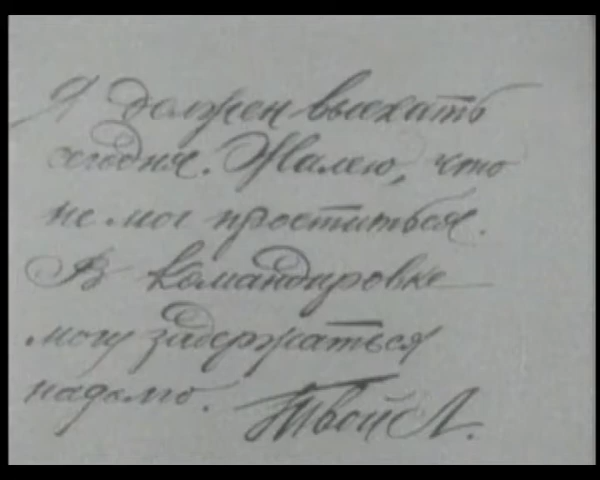 Я должен выехать
сегодня. Жалею, что
не мог проститься.
В командировке
могу задержаться
надолго. Твой Л.